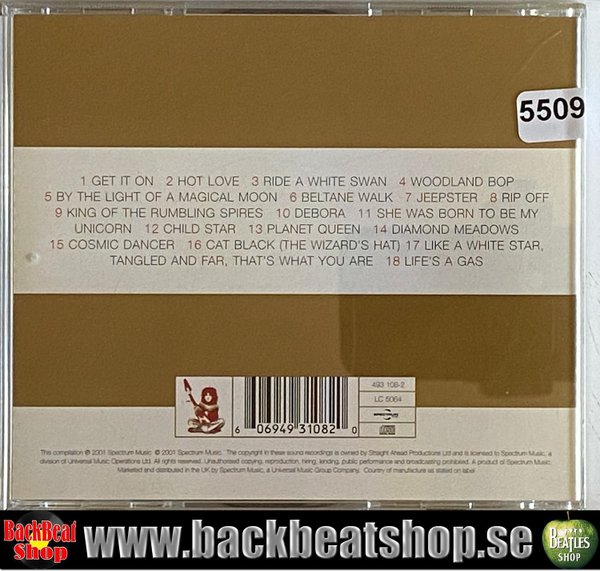 5509
1 GET IT ON 2 HOT LOVE 3 RIDE A WHITE SWAN 4 WOODLAND BOP
5 BY THE LIGHT OF A MAGICAL MOON 6 BELTANE WALK 7 JEEPSTER 8 RIP OFF
9 KING OF THE RUMBLING SPIRES 10 DEBORA 11 SHE WAS BORN TO BE MY
UNICORN 12 CHILD STAR 13 PLANET QUEEN 14 DIAMOND MEADOWS
15 COSMIC DANCER 16 CAT BLACK (THE WIZARD'S HAT) 17 LIKE A WHITE STAR,
TANGLED AND FAR, THAT'S WHAT YOU ARE 18 LIFE'S A GAS
493 108-2
LC 5064
SPECTRUM
6 06949 31082 0
This compilation ℗ 2001 Spectrum Music © 2001 Spectrum Music. The copyright in these sound recordings is owned by Straight Ahead Productions Ltd and is licensed to Spectrum Music, a
division of Universal Music Operations Ltd. All rights reserved. Unauthorised copying, reproduction, hiring, lending, public performance and broadcasting prohibited. A product of Spectrum Music.
Marketed and distributed in the UK by Spectrum Music, a Universal Music Group Company. Country of manufacture as stated on label
BackBeat
Shop
www.backbeatshop.se
BEATLES
SHOP